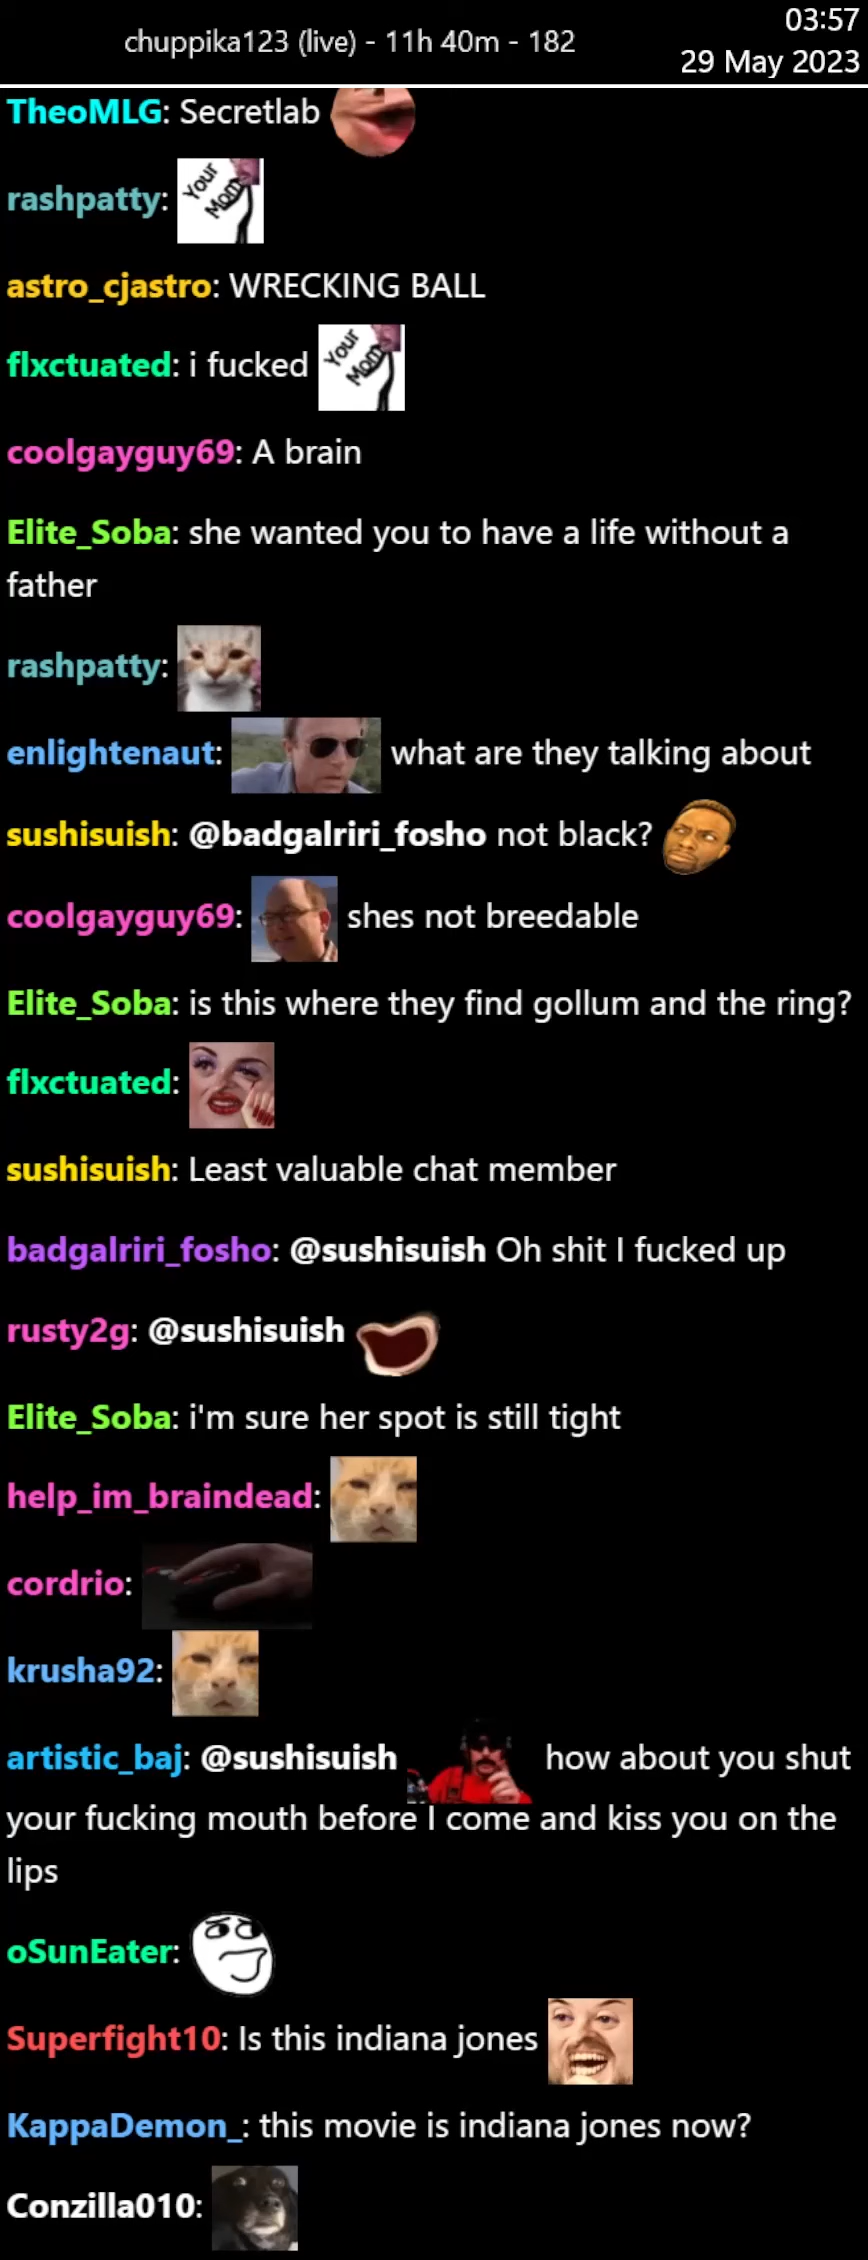 03:57
chuppika123 (live) - 11h 40m - 182
29 May 2023
TheoMLG: Secretlab
rashpatty: Your Mom
astro_cjastro: WRECKING BALL
flxctuated: i fucked Your Mom
coolgayguy69: A brain
Elite_Soba: she wanted you to have a life without a
father
rashpatty:
enlightenaut: what are they talking about
sushisuish: @badgalriri_fosho not black?
coolgayguy69: shes not breedable
Elite_Soba: is this where they find gollum and the ring?
flxctuated:
sushisuish: Least valuable chat member
badgalriri_fosho: @sushisuish Oh shit I fucked up
rusty2g: @sushisuish
Elite_Soba: i'm sure her spot is still tight
help_im_braindead:
cordrio:
krusha92:
artistic_baj: @sushisuish how about you shut
your fucking mouth before I come and kiss you on the
lips
oSunEater:
Superfight10: Is this indiana jones
KappaDemon_: this movie is indiana jones now?
Conzilla010: